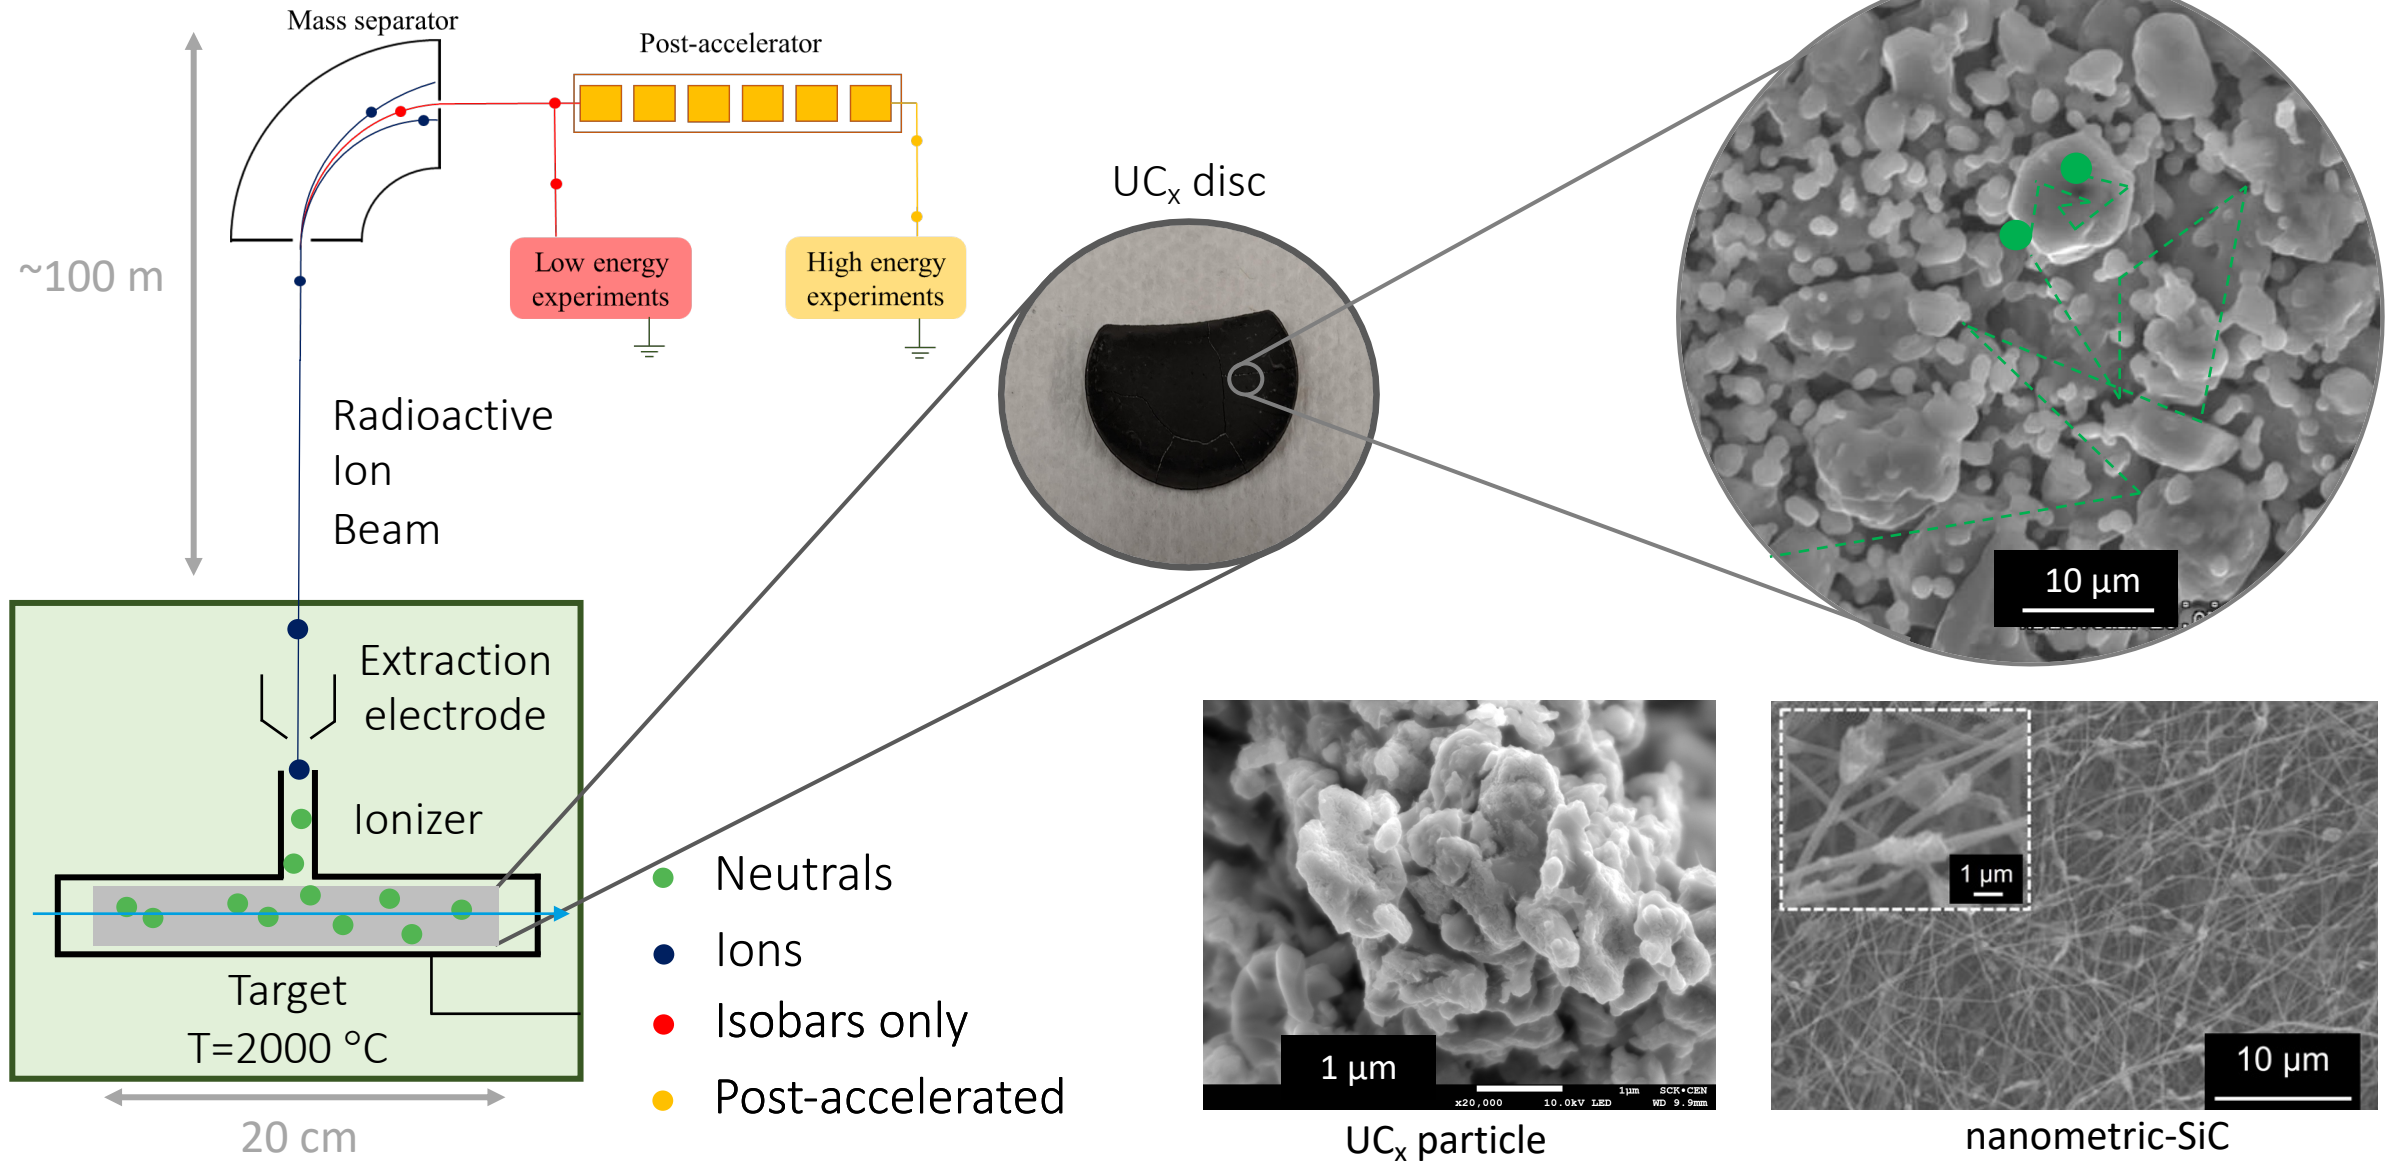 Mass separator
Post-accelerator
UCx disc
~100 m
Low energy
experiments
High energy
experiments
Radioactive
Ion
Beam
10 µm
Extraction
electrode
Ionizer
Neutrals
Ions
Isobars only
Post-accelerated
Target
T=2000 °C
20 cm
1 µm
1µm
SCK•CEN
x20,000
10.0kV LED
WD 9.9mm
UCx particle
1 µm
10 µm
nanometric-SiC